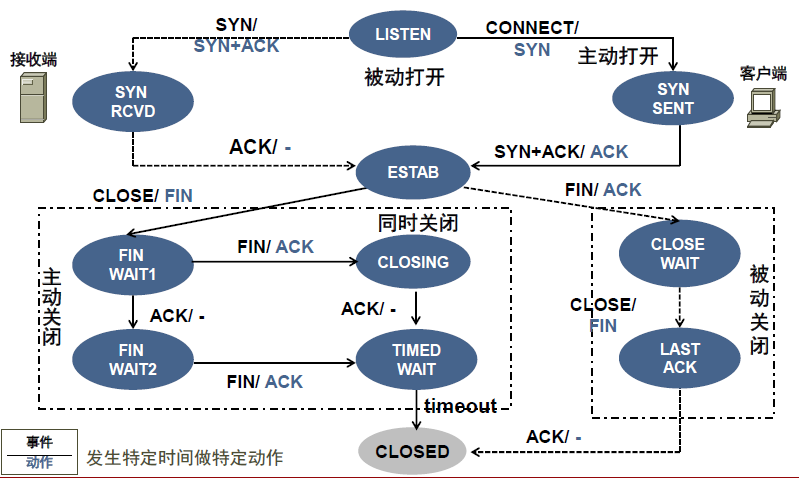 SYN/
SYN+ACK
LISTEN
CONNECT/
SYN
接收端
被动打开
主动打开
客户端
SYN
RCVD
SYN
SENT
ACK/ -
SYN+ACK/ ACK
ESTAB
CLOSE/ FIN
FIN/ ACK
同时关闭
主动关闭
FIN
WAIT1
FIN/ ACK
CLOSING
CLOSE
WAIT
被动关闭
ACK/ -
ACK/ -
CLOSE/
FIN
FIN
WAIT2
FIN/ ACK
TIMED
WAIT
LAST
ACK
timeout
事件
动作
发生特定时间做特定动作
CLOSED
ACK/ -